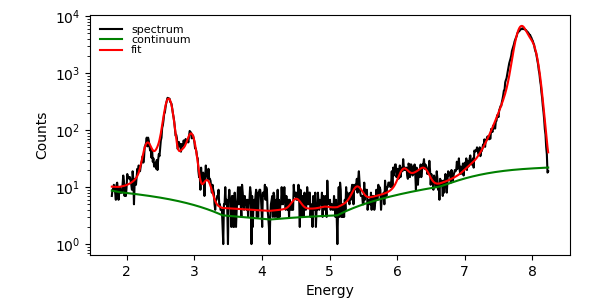 10⁴
10³
10²
10¹
10⁰
Counts
spectrum
continuum
fit
2 3 4 5 6 7 8
Energy